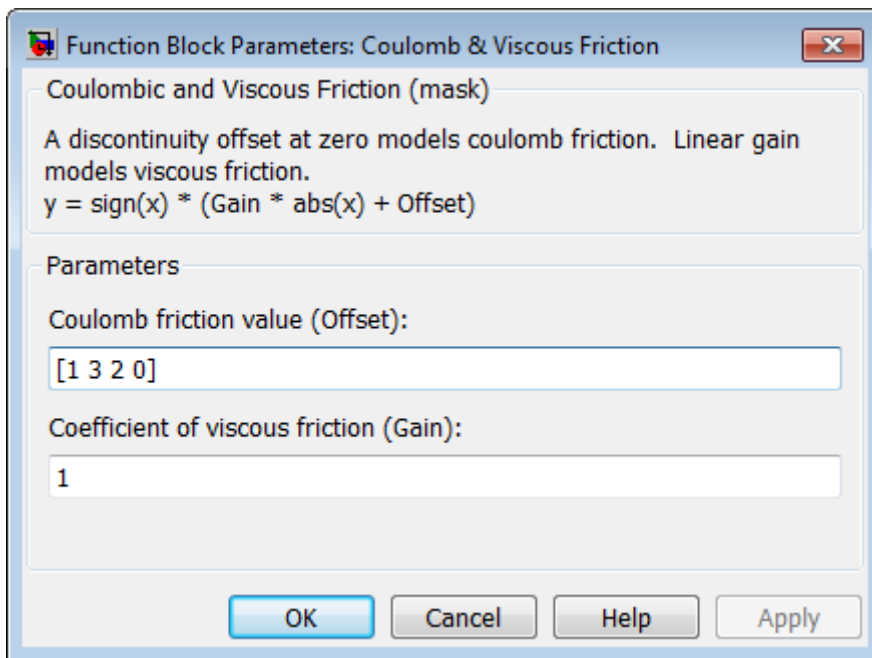 Function Block Parameters: Coulomb & Viscous Friction
Coulombic and Viscous Friction (mask)
A discontinuity offset at zero models coulomb friction.  Linear gain
models viscous friction.
y = sign(x) * (Gain * abs(x) + Offset)
Parameters
Coulomb friction value (Offset):
[1 3 2 0]
Coefficient of viscous friction (Gain):
1
OK Cancel Help Apply